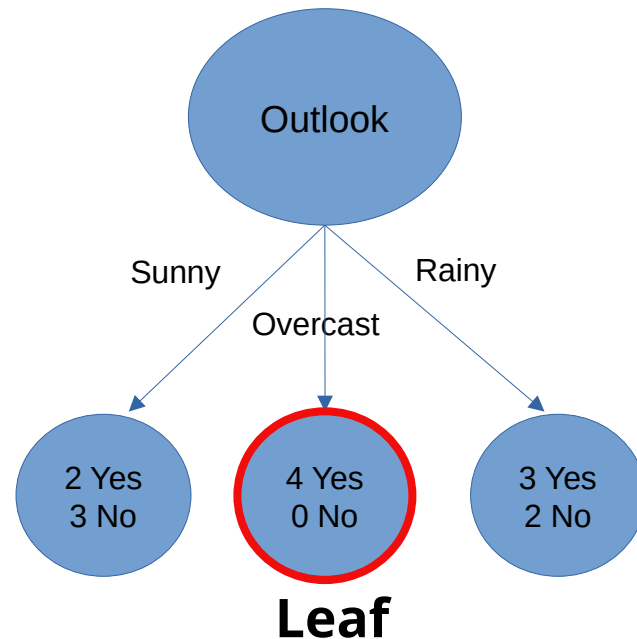 Outlook
Sunny
Rainy
Overcast
2 Yes
3 No
4 Yes
0 No
3 Yes
2 No
Leaf